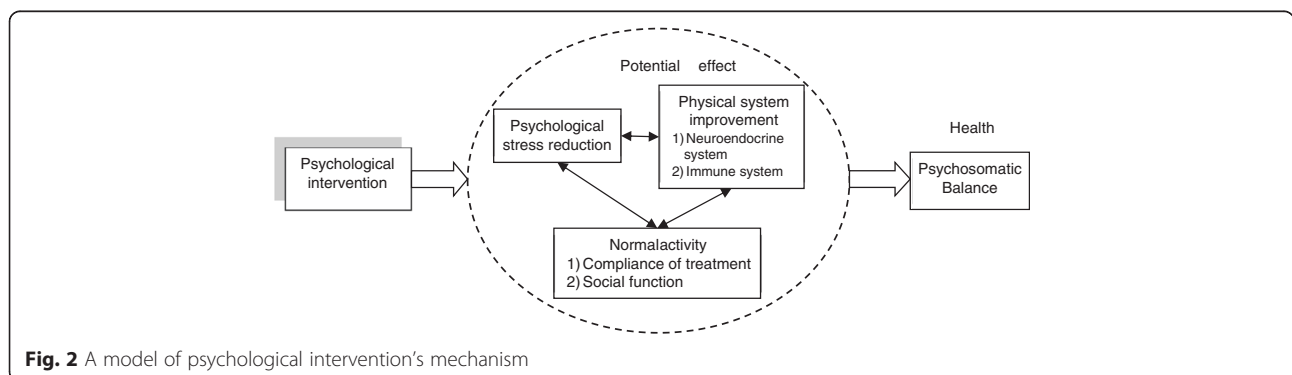 Potential effect
Psychological
intervention
Psychological
stress reduction
Physical system
improvement
1) Neuroendocrine
system
2) Immune system
Normalactivity
1) Compliance of treatment
2) Social function
Health
Psychosomatic
Balance
Fig. 2 A model of psychological intervention's mechanism